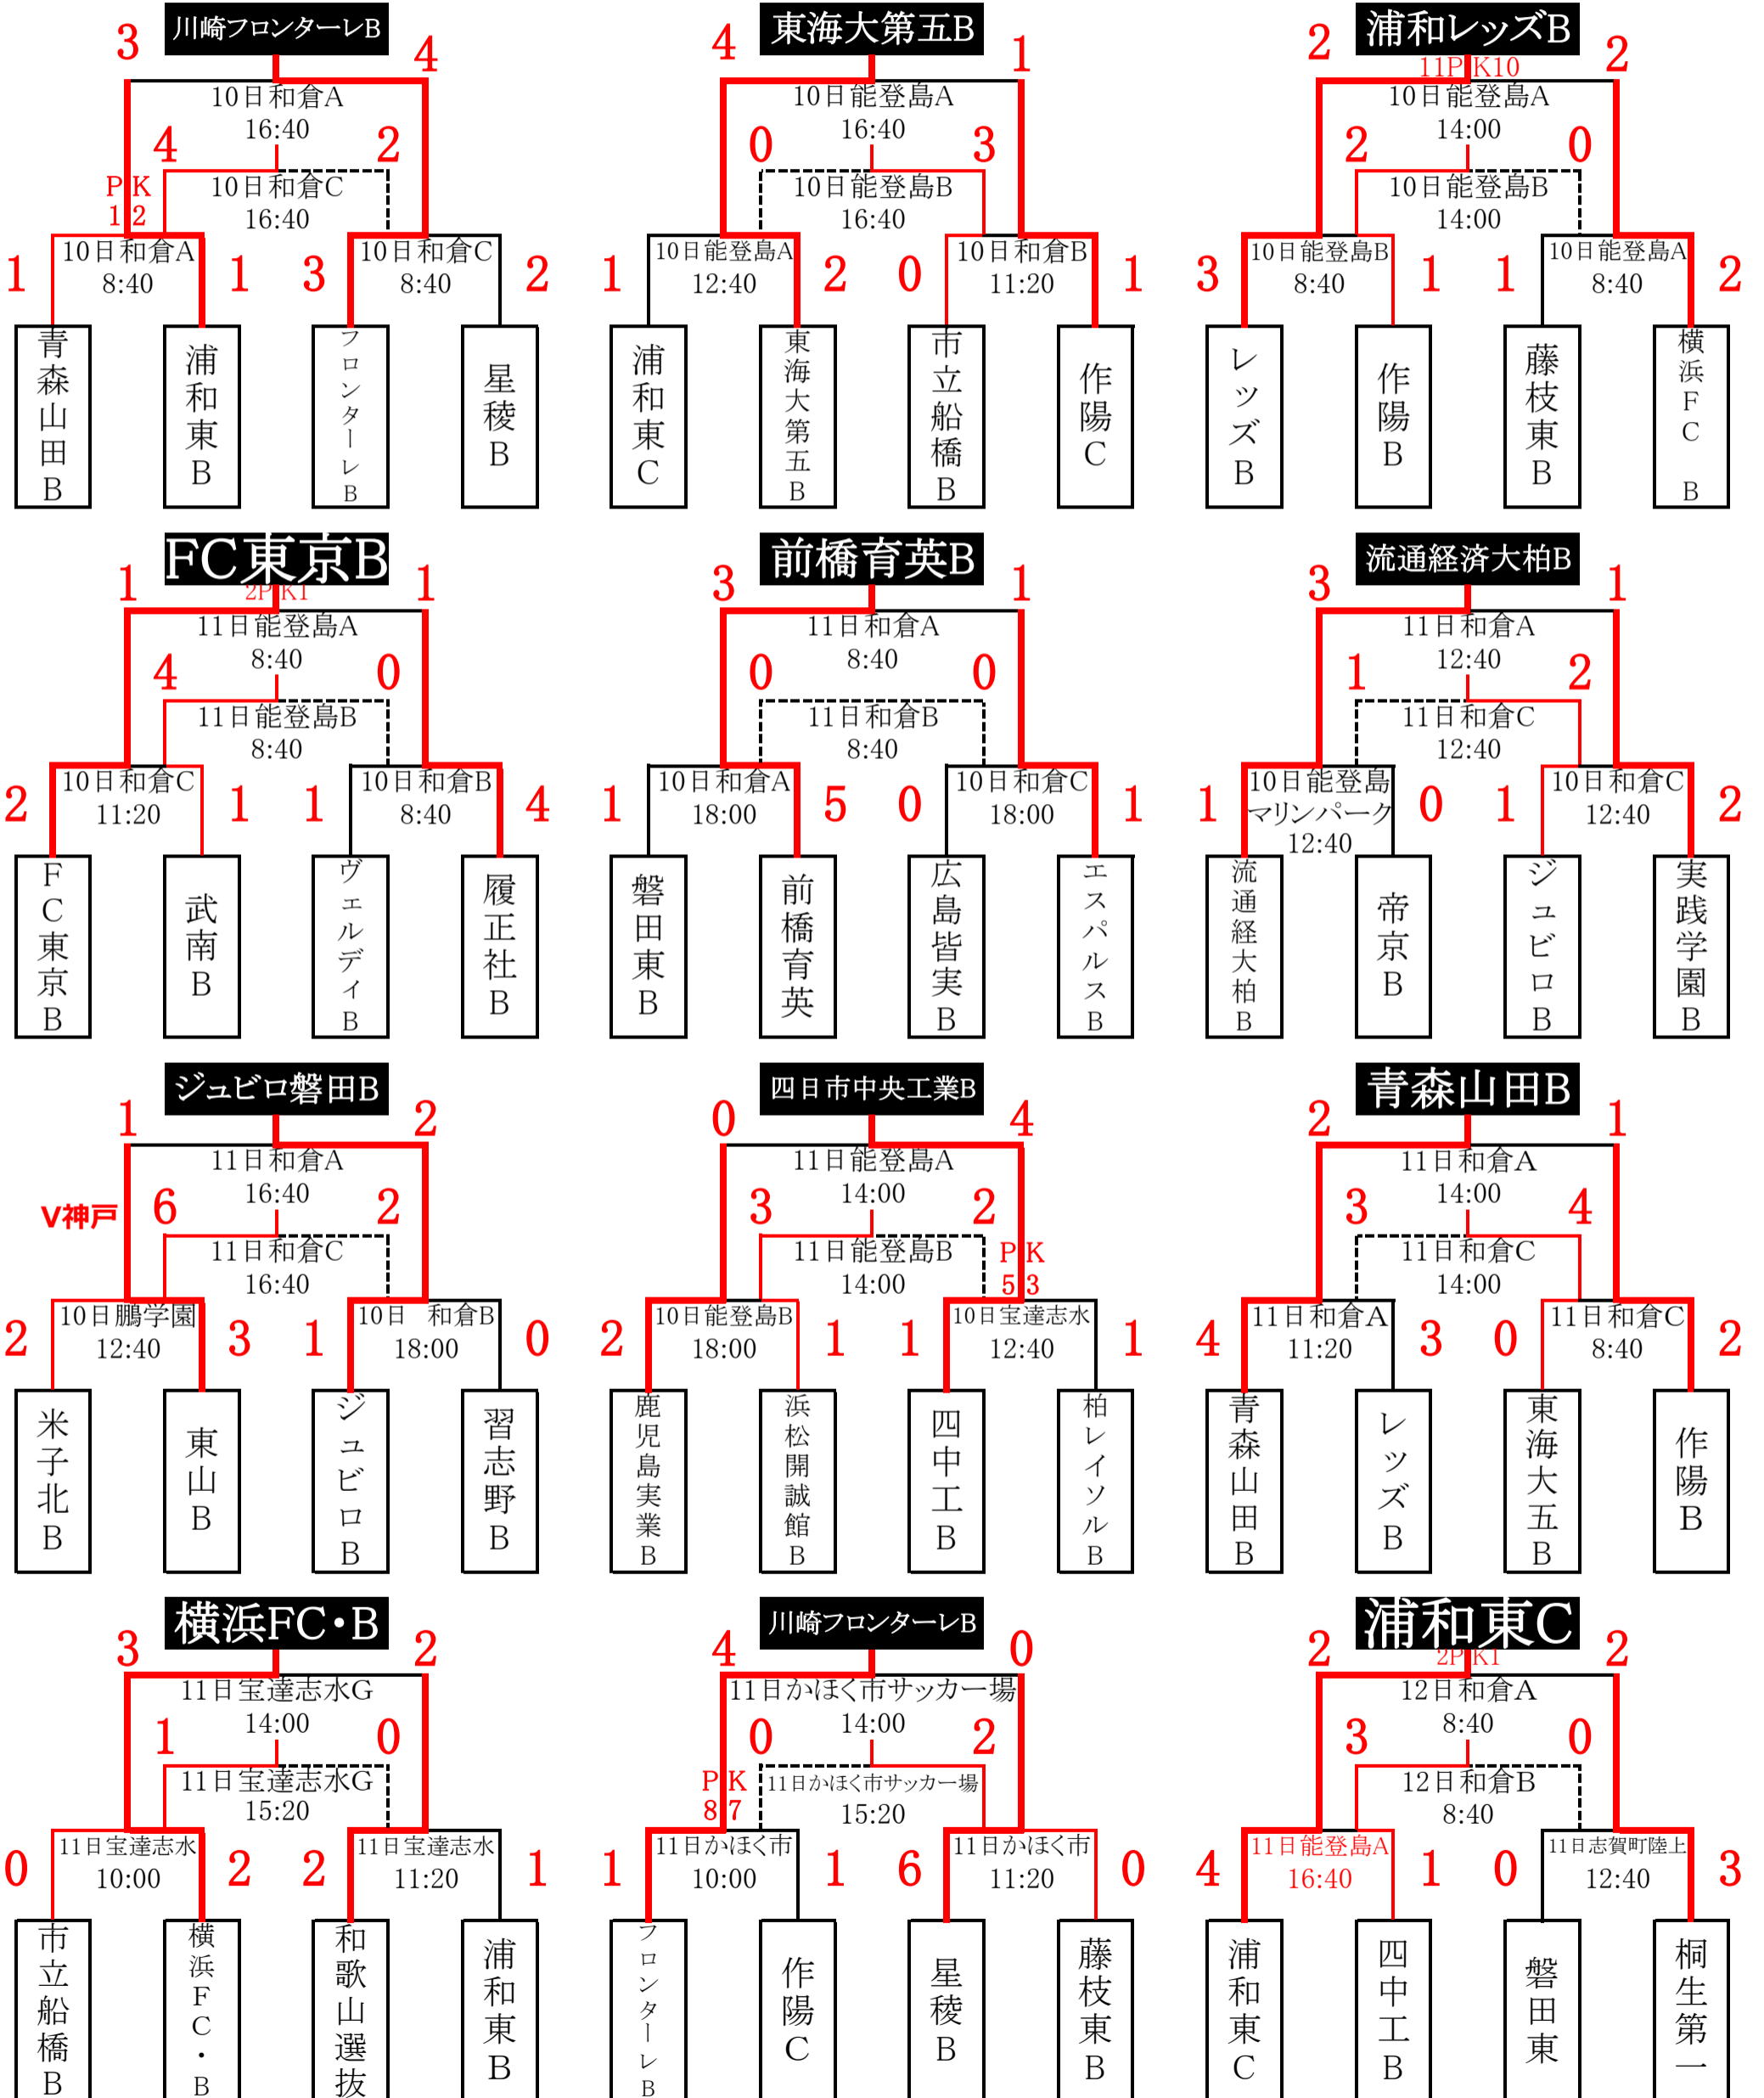 川崎フロンターレB
3
4
10日和倉A
16:40
4
2
10日和倉C
16:40
PK
12
10日和倉A
8:40
10日和倉C
8:40
1
1
3
2
青森山田B
浦和東B
フロンターレB
星稜B
東海大第五B
4
1
10日能登島A
16:40
0
3
10日能登島B
16:40
10日能登島A
12:40
10日和倉B
11:20
1
2
0
1
浦和東C
東海大第五B
市立船橋B
作陽C
浦和レッズB
2
2
11PK10
10日能登島A
14:00
2
0
10日能登島B
14:00
10日能登島B
8:40
10日能登島A
8:40
3
1
1
2
レッズB
作陽B
藤枝東B
横浜FC B
FC東京B
1
1
2PK1
11日能登島A
8:40
4
0
11日能登島B
8:40
10日和倉C
11:20
10日和倉B
8:40
2
1
1
4
FC東京B
武南B
ヴェルディB
履正社B
前橋育英B
3
1
11日和倉A
8:40
0
0
11日和倉B
8:40
10日和倉A
18:00
10日和倉C
18:00
1
5
0
1
磐田東B
前橋育英
広島皆実B
エスパルスB
流通経済大柏B
3
1
11日和倉A
12:40
1
2
11日和倉C
12:40
10日能登島
マリンパーク
12:40
10日和倉C
12:40
1
0
1
2
流通経大柏B
帝京B
ジュビロB
実践学園B
ジュビロ磐田B
1
2
11日和倉A
16:40
V神戸
6
2
11日和倉C
16:40
10日鵬学園
12:40
10日 和倉B
18:00
2
3
1
0
米子北B
東山B
ジュビロB
習志野B
四日市中央工業B
0
4
11日能登島A
14:00
3
2
11日能登島B
14:00
PK
53
10日能登島B
18:00
10日宝達志水
12:40
2
1
1
1
鹿児島実業B
浜松開誠館B
四中工B
柏レイソルB
青森山田B
2
1
11日和倉A
14:00
3
4
11日和倉C
14:00
11日和倉A
11:20
11日和倉C
8:40
4
3
0
2
青森山田B
レッズB
東海大五B
作陽B
横浜FC・B
3
2
11日宝達志水G
14:00
1
0
11日宝達志水G
15:20
11日宝達志水
10:00
11日宝達志水
11:20
0
2
2
1
市立船橋B
横浜FC・B
和歌山選抜
浦和東B
川崎フロンターレB
4
0
11日かほく市サッカー場
14:00
0
2
11日かほく市サッカー場
15:20
PK
87
11日かほく市
10:00
11日かほく市
11:20
1
1
6
0
フロンターレB
作陽C
星稜B
藤枝東B
浦和東C
2
2
2PK1
12日和倉A
8:40
3
0
12日和倉B
8:40
11日能登島A
16:40
11日志賀町陸上
12:40
4
1
0
3
浦和東C
四中工B
磐田東
桐生第一